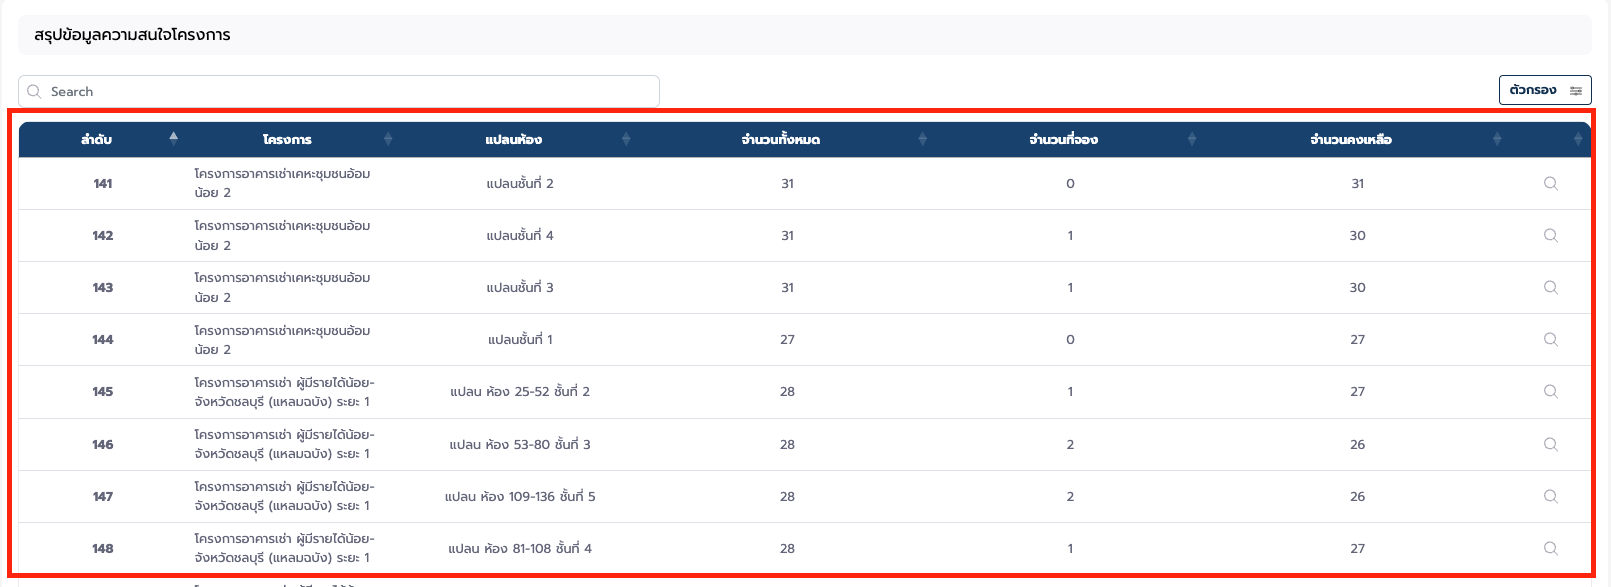 สรุปข้อมูลความสนใจโครงการ
Search
ตัวกรอง
ลำดับ โครงการ แปลนห้อง จำนวนทั้งหมด จำนวนที่จอง จำนวนคงเหลือ
141 โครงการอาคารเช่าเคหะชุมชนอ้อม แปลนชั้นที่ 2 31 0 31
น้อย 2
142 โครงการอาคารเช่าเคหะชุมชนอ้อม แปลนชั้นที่ 4 31 1 30
น้อย 2
143 โครงการอาคารเช่าเคหะชุมชนอ้อม แปลนชั้นที่ 3 31 1 30
น้อย 2
144 โครงการอาคารเช่าเคหะชุมชนอ้อม แปลนชั้นที่ 1 27 0 27
น้อย 2
145 โครงการอาคารเช่า ผู้มีรายได้น้อย- แปลน ห้อง 25-52 ชั้นที่ 2 28 1 27
จังหวัดชลบุรี (แหลมฉบัง) ระยะ 1
146 โครงการอาคารเช่า ผู้มีรายได้น้อย- แปลน ห้อง 53-80 ชั้นที่ 3 28 2 26
จังหวัดชลบุรี (แหลมฉบัง) ระยะ 1
147 โครงการอาคารเช่า ผู้มีรายได้น้อย- แปลน ห้อง 109-136 ชั้นที่ 5 28 2 26
จังหวัดชลบุรี (แหลมฉบัง) ระยะ 1
148 โครงการอาคารเช่า ผู้มีรายได้น้อย- แปลน ห้อง 81-108 ชั้นที่ 4 28 1 27
จังหวัดชลบุรี (แหลมฉบัง) ระยะ 1